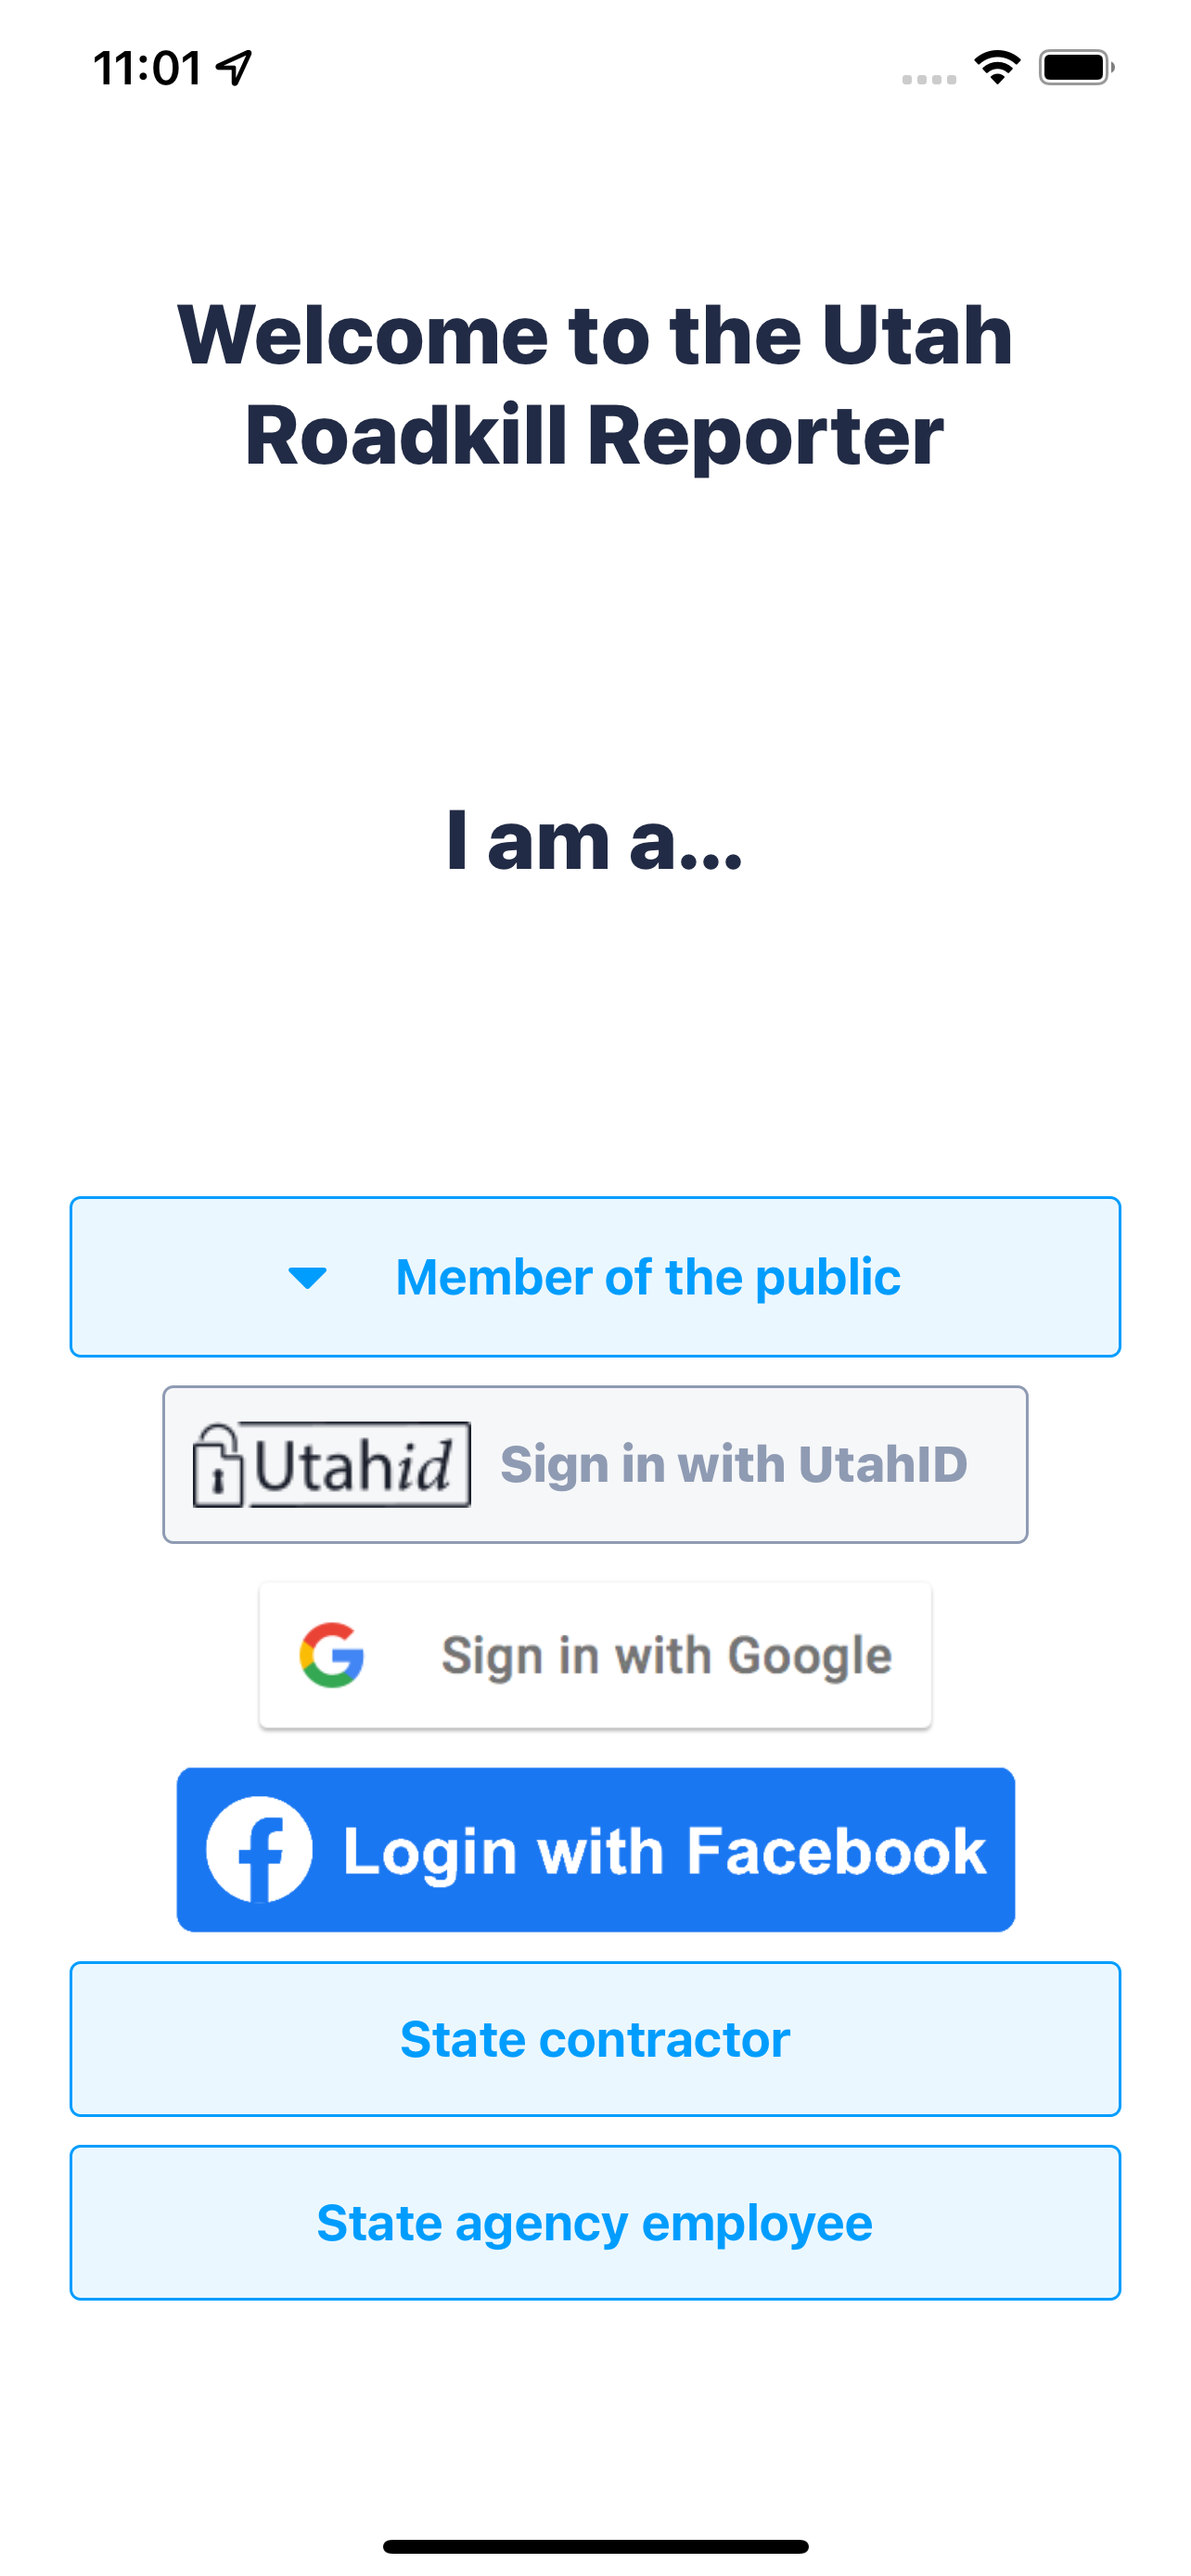 11:01
Welcome to the Utah
Roadkill Reporter
I am a...
Member of the public
Utahid Sign in with UtahID
Sign in with Google
Login with Facebook
State contractor
State agency employee